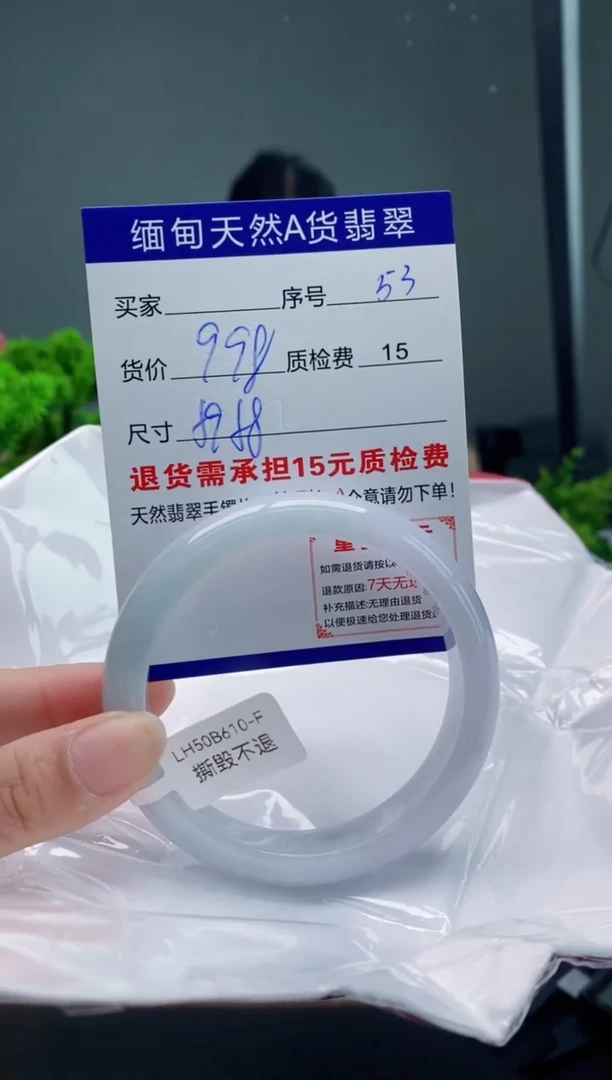 缅甸天然A货翡翠
买家 序号 53
货价 998 质检费 15
尺寸
退货需承担15元质检费
天然翡翠手镯 介意请勿下单！
如需退货请按以
退款原因:7天无
补充描述:无理由退货
以便极速给您处理退货
LH50B610-F
撕毁不退